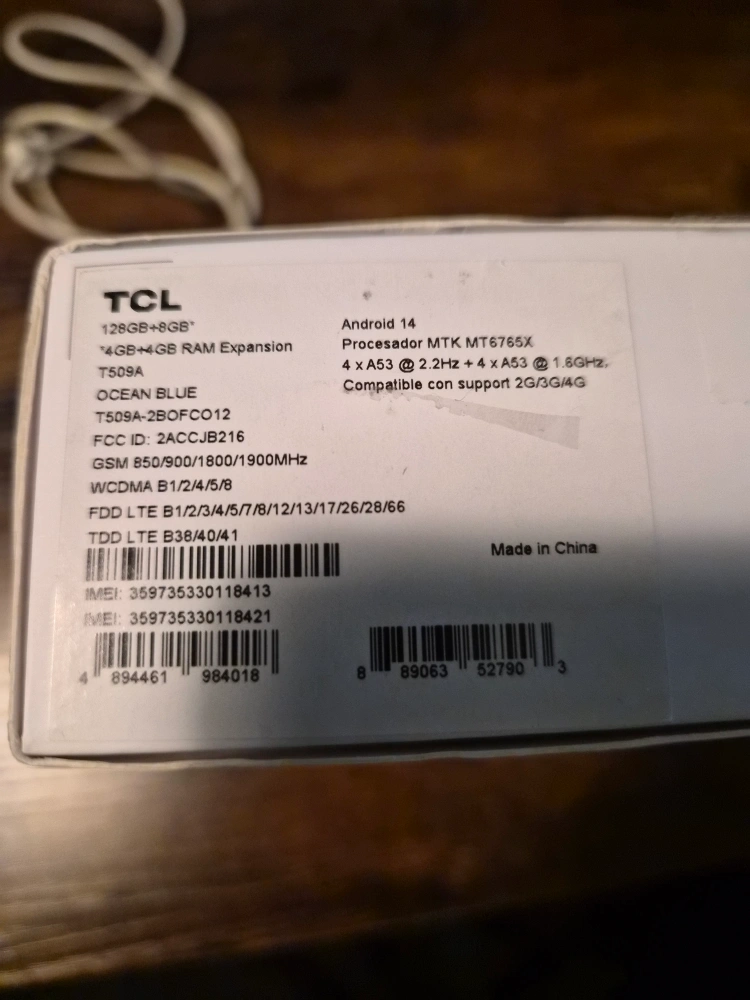 TCL
128GB+8GB*
*4GB+4GB RAM Expansion
T509A
OCEAN BLUE
T509A-2BOFCO12
FCC ID: 2ACCJB216
GSM 850/900/1800/1900MHz
WCDMA B1/2/4/5/8
FDD LTE B1/2/3/4/5/7/8/12/13/17/26/28/66
TDD LTE B38/40/41
Android 14
Procesador MTK MT6765X
4 x A53 @ 2.2Hz + 4 x A53 @ 1.6GHz,
Compatible con support 2G/3G/4G
Made in China
IMEI: 359735330118413
IMEI: 359735330118421
4 894461 984018
8 89063 52790 3